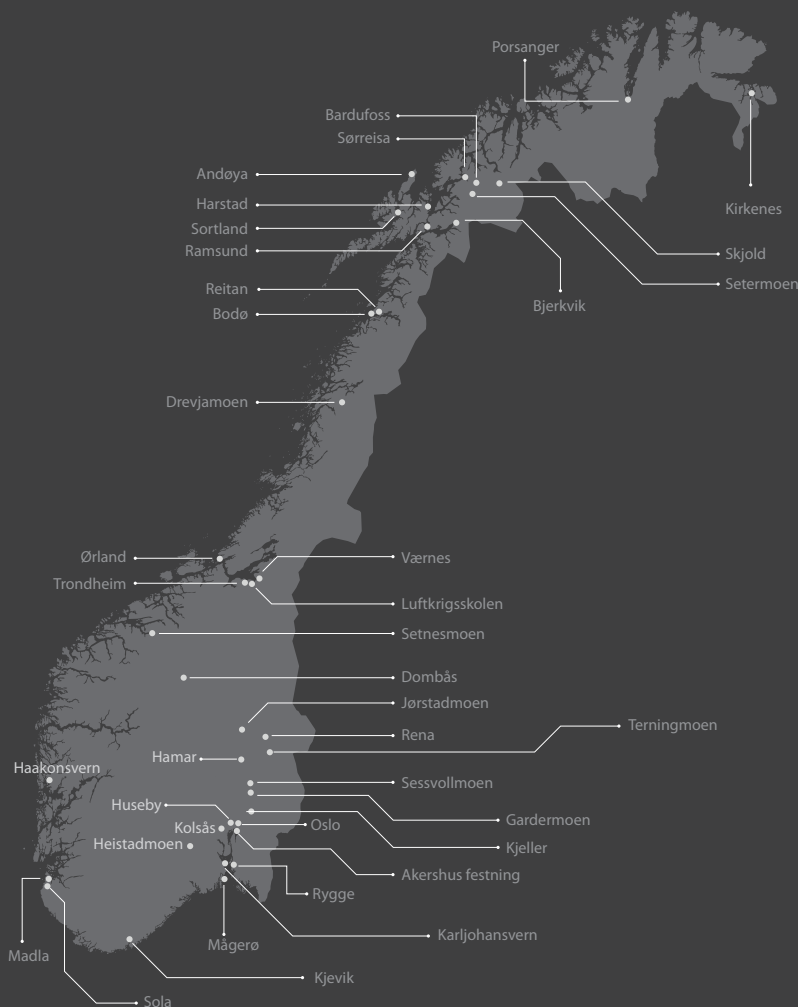 Porsanger
Bardufoss
Sørreisa
Andøya
Harstad
Kirkenes
Sortland
Ramsund
Skjold
Setermoen
Reitan
Bjerkvik
Bodø
Drevjamoen
Ørland
Værnes
Trondheim
Luftkrigsskolen
Setnesmoen
Dombås
Jørstadmoen
Terningmoen
Rena
Hamar
Haakonsvern
Sessvollmoen
Huseby
Gardermoen
Kolsås
Oslo
Heistadmoen
Kjeller
Akershus festning
Rygge
Karljohansvern
Mågerø
Madla
Kjevik
Sola